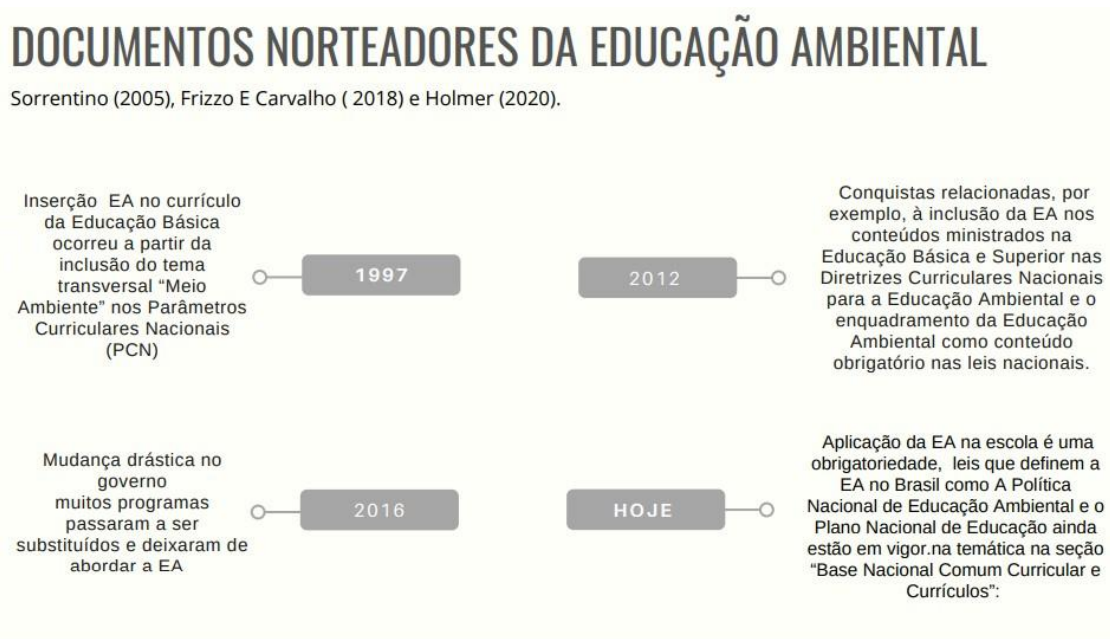 DOCUMENTOS NORTEADORES DA EDUCAÇÃO AMBIENTAL
Sorrentino (2005), Frizzo E Carvalho ( 2018) e Holmer (2020).
Inserção EA no currículo
da Educação Básica
ocorreu a partir da
inclusão do tema
transversal “Meio
Ambiente” nos Parâmetros
Curriculares Nacionais
(PCN)
1997
2012
Conquistas relacionadas, por
exemplo, à inclusão da EA nos
conteúdos ministrados na
Educação Básica e Superior nas
Diretrizes Curriculares Nacionais
para a Educação Ambiental e o
enquadramento da Educação
Ambiental como conteúdo
obrigatório nas leis nacionais.
Mudança drástica no
governo
muitos programas
passaram a ser
substituídos e deixaram de
abordar a EA
2016
HOJE
Aplicação da EA na escola é uma
obrigatoriedade, leis que definem a
EA no Brasil como A Política
Nacional de Educação Ambiental e o
Plano Nacional de Educação ainda
estão em vigor.na temática na seção
“Base Nacional Comum Curricular e
Currículos”: